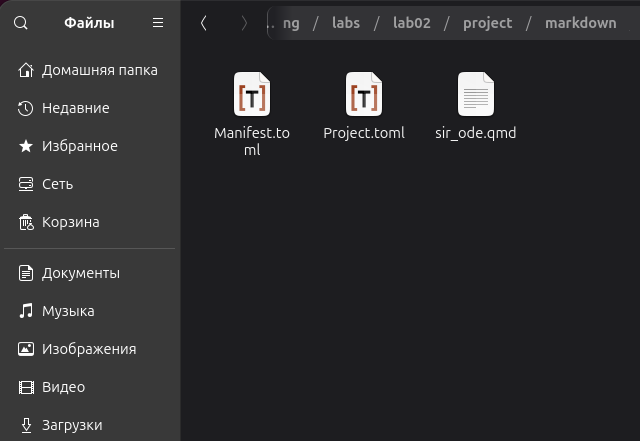 Файлы
ng / labs / lab02 / project / markdown
Домашняя папка
Недавние
Избранное
Сеть
Корзина
Документы
Музыка
Изображения
Видео
Загрузки
[T]
Manifest.to
ml
[T]
Project.toml
sir_ode.qmd